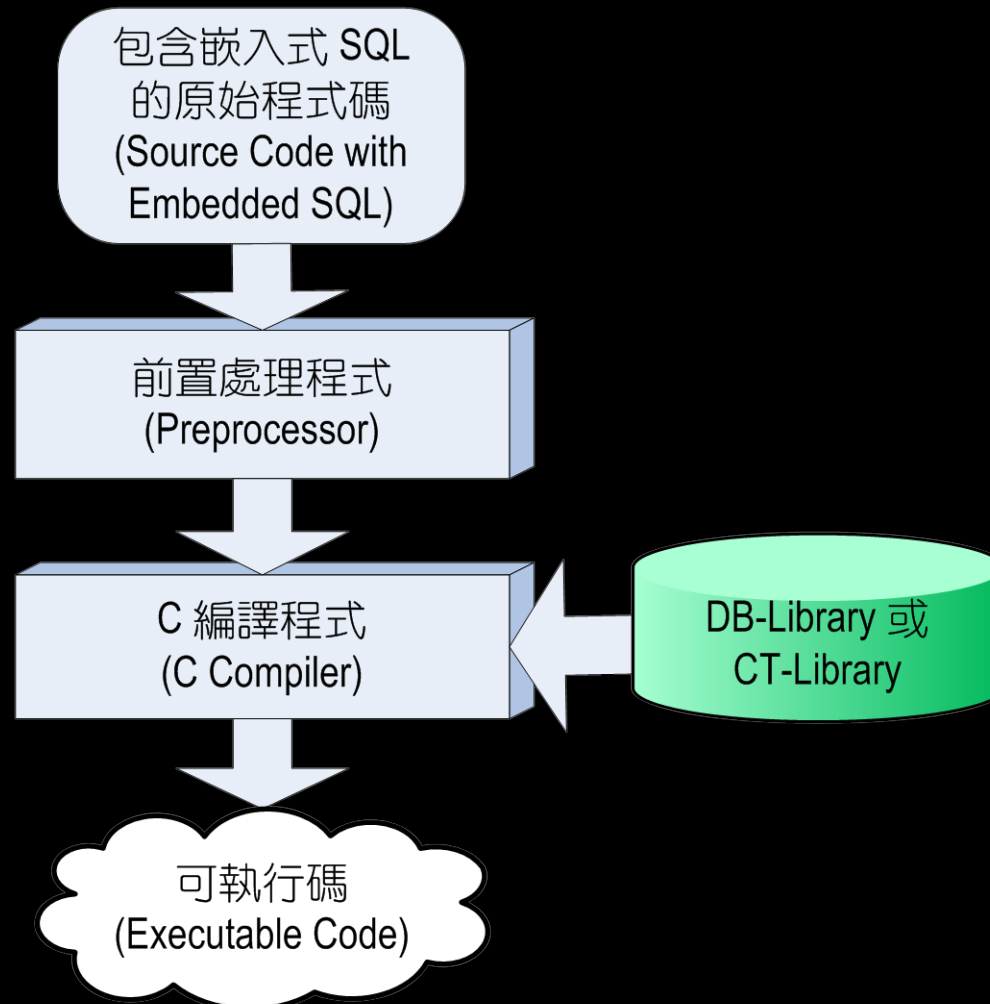 包含嵌入式 SQL
的原始程式碼
(Source Code with
Embedded SQL)
前置處理程式
(Preprocessor)
C 編譯程式
(C Compiler)
DB-Library 或
CT-Library
可執行碼
(Executable Code)